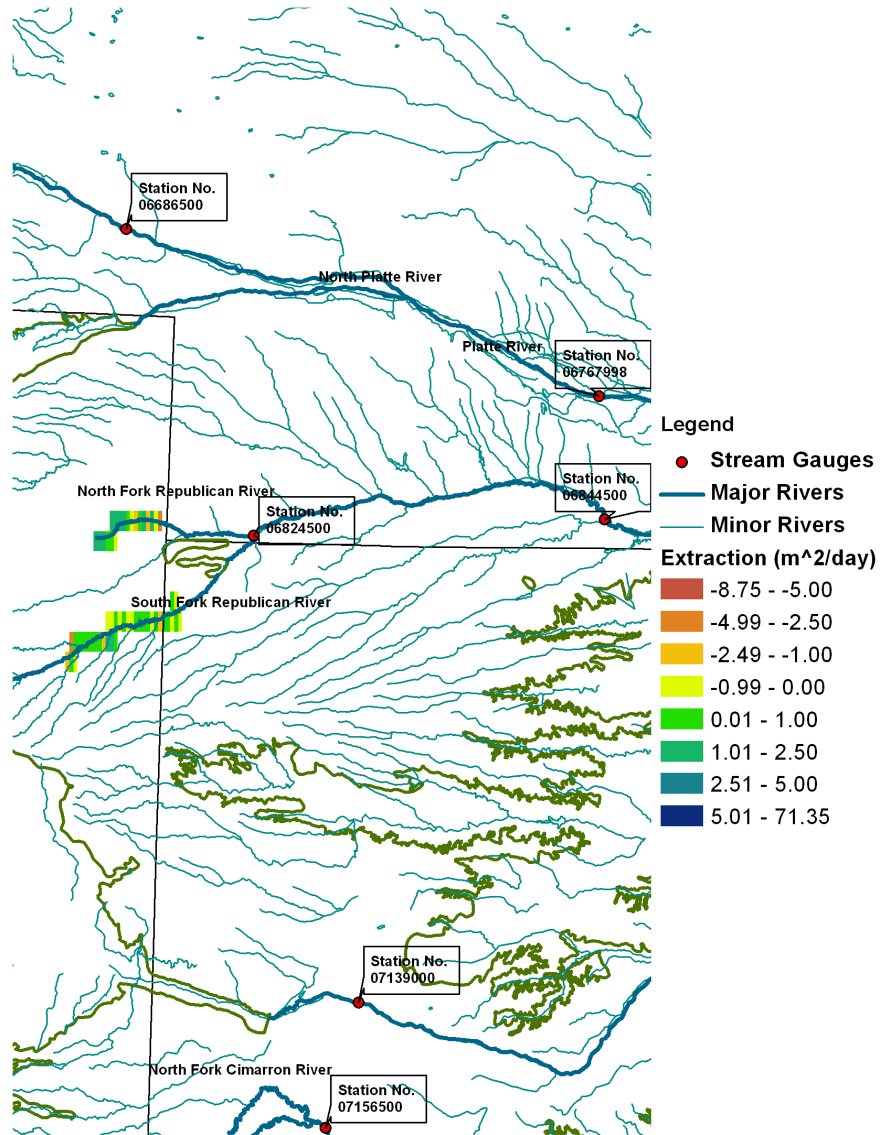 Station No.
06686500
North Platte River
Platte River
Station No.
06767998
Legend
Stream Gauges
Major Rivers
Minor Rivers
Extraction (m^2/day)
-8.75 - -5.00
-4.99 - -2.50
-2.49 - -1.00
-0.99 - 0.00
0.01 - 1.00
1.01 - 2.50
2.51 - 5.00
5.01 - 71.35
North Fork Republican River
Station No.
06824500
Station No.
06844500
South Fork Republican River
Station No.
07139000
North Fork Cimarron River
Station No.
07156500